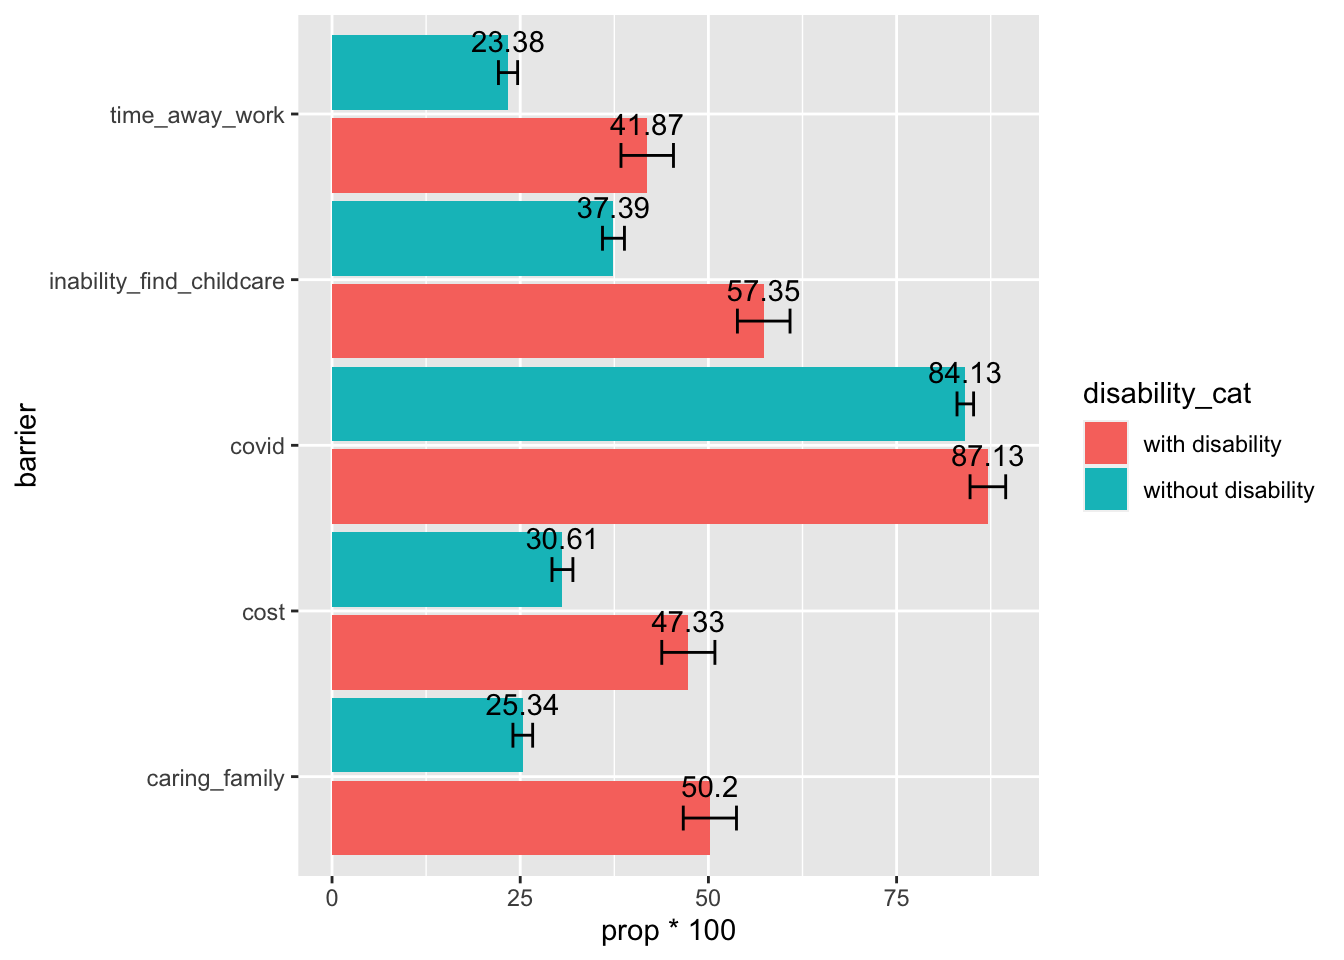 23.38
time_away_work
41.87
37.39
inability_find_childcare
57.35
84.13
covid
87.13
30.61
cost
47.33
25.34
caring_family
50.2
barrier
0 25 50 75
prop * 100
disability_cat
with disability
without disability